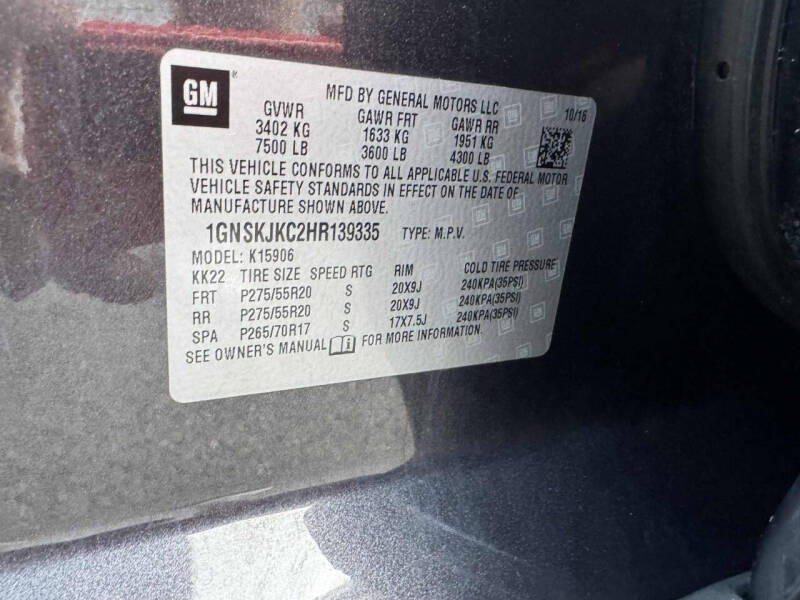 GM
MFD BY GENERAL MOTORS LLC
10/16
GVWR GAWR FRT GAWR RR
3402 KG 1633 KG 1951 KG
7500 LB 3600 LB 4300 LB
THIS VEHICLE CONFORMS TO ALL APPLICABLE U.S. FEDERAL MOTOR
VEHICLE SAFETY STANDARDS IN EFFECT ON THE DATE OF
MANUFACTURE SHOWN ABOVE.
1GNSKJKC2HR139335 TYPE: M.P.V.
MODEL: K15906
KK22 TIRE SIZE SPEED RTG RIM COLD TIRE PRESSURE
FRT P275/55R20 S 20X9J 240KPA(35PSI)
RR P275/55R20 S 20X9J 240KPA(35PSI)
SPA P265/70R17 S 17X7.5J 240KPA(35PSI)
SEE OWNER'S MANUAL FOR MORE INFORMATION.